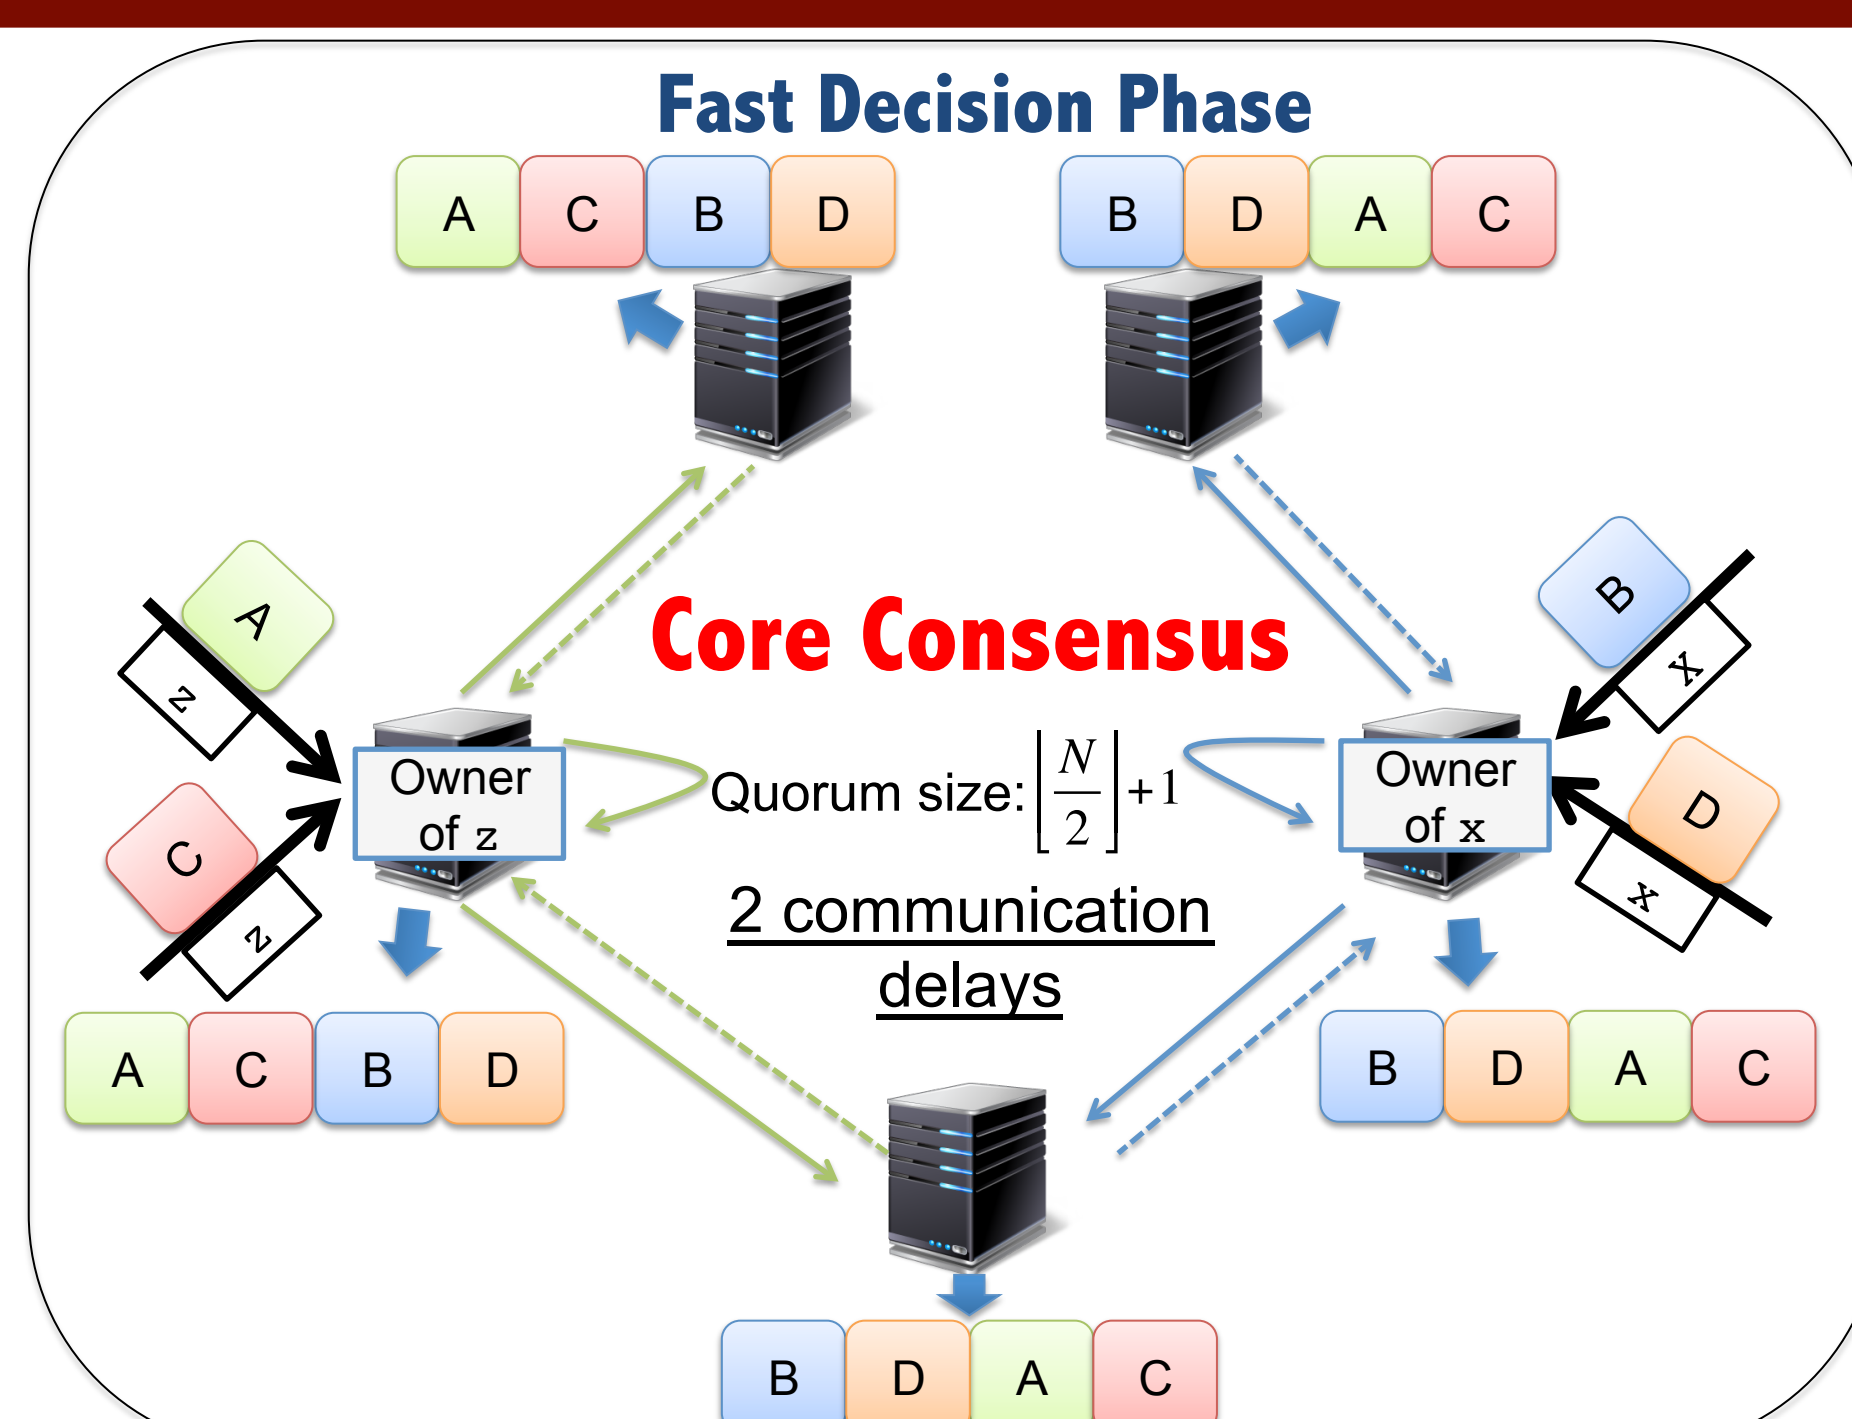 Fast Decision Phase
A C B D
B D A C
A
z
B
x
Core Consensus
Owner
of z
Quorum size: ⌊N/2⌋+1
Owner
of x
C
z
D
x
2 communication
delays
A C B D
B D A C
B D A C